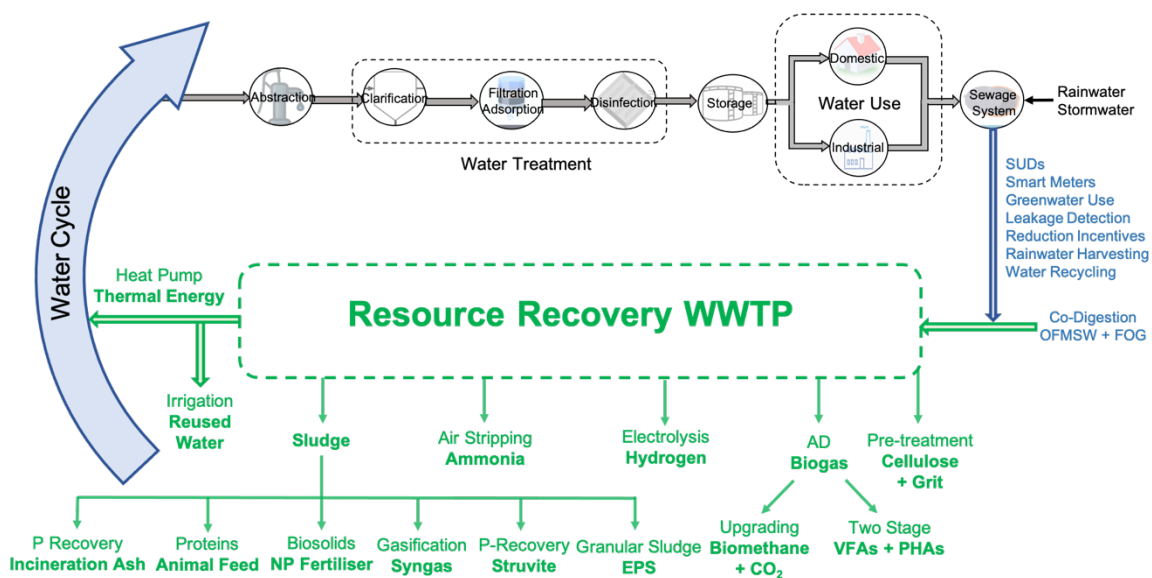 Water Cycle
Abstraction
Clarification
Filtration
Adsorption
Disinfection
Water Treatment
Storage
Domestic
Water Use
Industrial
Sewage
System
Rainwater
Stormwater
SUDs
Smart Meters
Greenwater Use
Leakage Detection
Reduction Incentives
Rainwater Harvesting
Water Recycling
Co-Digestion
OFMSW + FOG
Resource Recovery WWTP
Heat Pump
Thermal Energy
Irrigation
Reused
Water
Sludge
Air Stripping
Ammonia
Electrolysis
Hydrogen
AD
Biogas
Pre-treatment
Cellulose
+ Grit
P Recovery
Incineration Ash
Proteins
Animal Feed
Biosolids
NP Fertiliser
Gasification
Syngas
P-Recovery
Struvite
Granular Sludge
EPS
Upgrading
Biomethane
+ CO₂
Two Stage
VFAs + PHAs